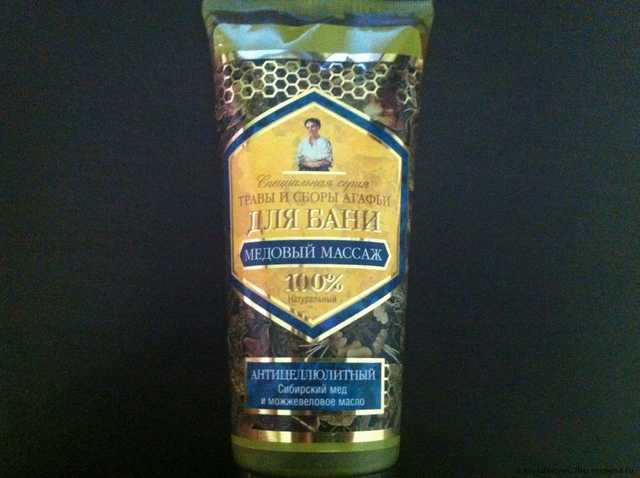 Специальная серия
ТРАВЫ И СБОРЫ АГАФЬИ
ДЛЯ БАНИ
МЕДОВЫЙ МАССАЖ
100%
Натуральный
АНТИЦЕЛЛЮЛИТНЫЙ
Сибирский мед
и можжевеловое масло